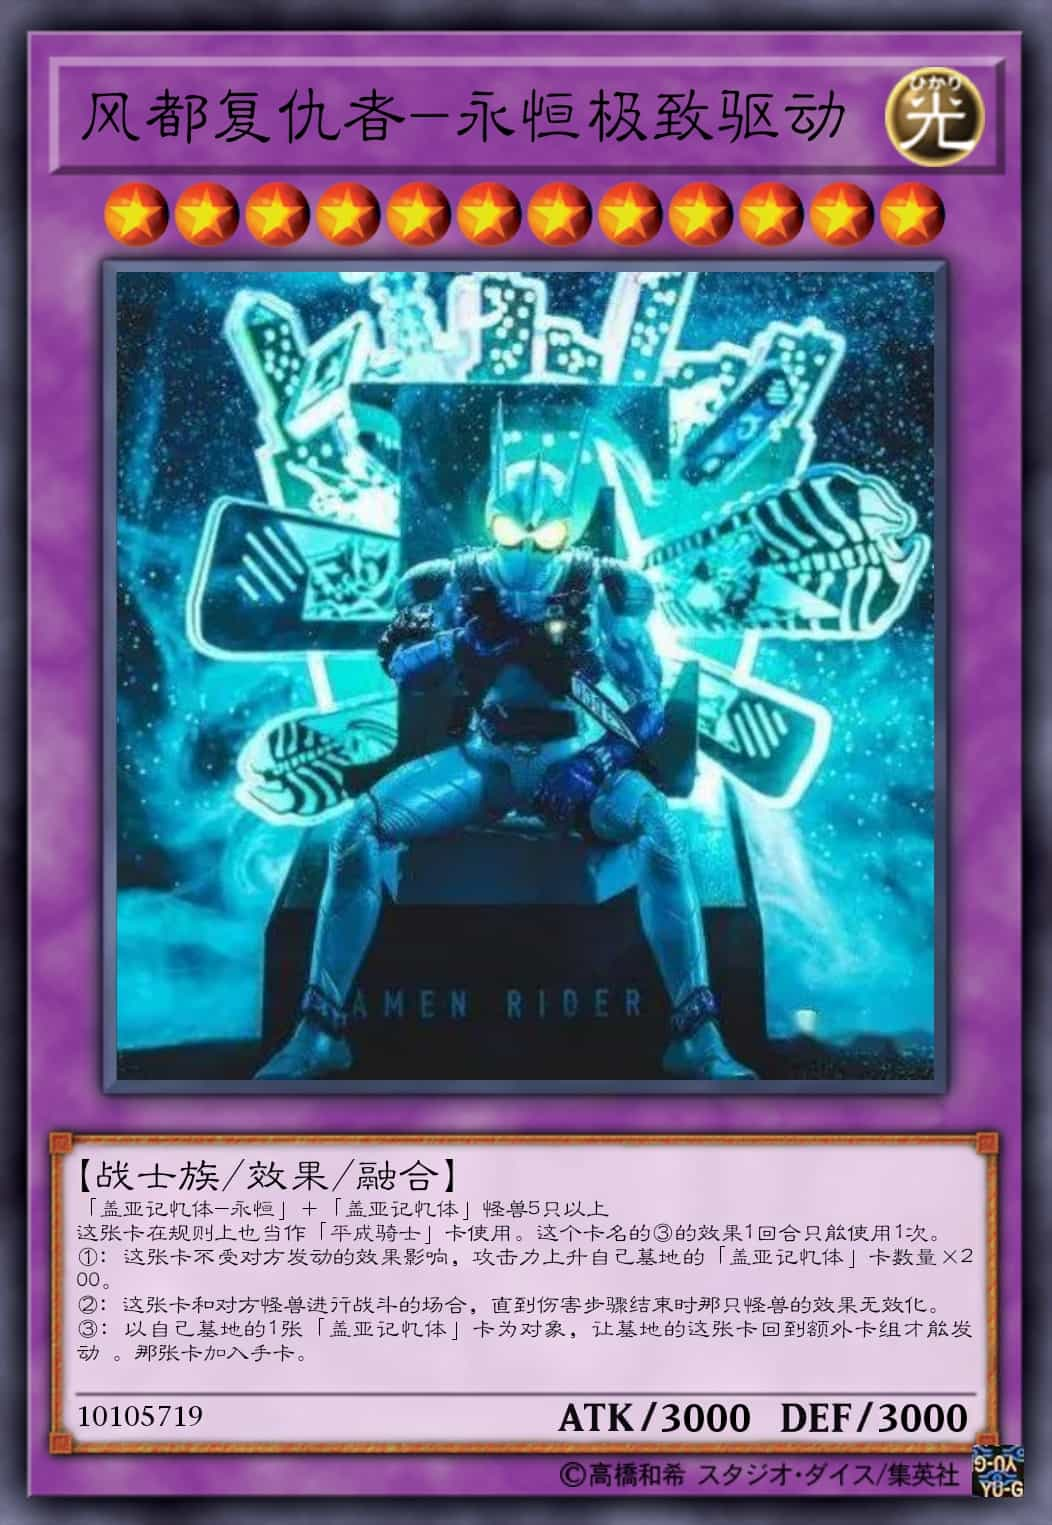 风都复仇者-永恒极致驱动
ひかり
光
AMEN RIDER
【战士族/效果/融合】
「盖亚记忆体-永恒」+「盖亚记忆体」怪兽5只以上
这张卡在规则上也当作「平成骑士」卡使用。这个卡名的③的效果1回合只能使用1次。
①：这张卡不受对方发动的效果影响，攻击力上升自己墓地的「盖亚记忆体」卡数量×2
00。
②：这张卡和对方怪兽进行战斗的场合，直到伤害步骤结束时那只怪兽的效果无效化。
③：以自己墓地的1张「盖亚记忆体」卡为对象，让墓地的这张卡回到额外卡组才能发
动 。那张卡加入手卡。
10105719 ATK/3000 DEF/3000
©高橋和希 スタジオ・ダイス/集英社
YU-G
YU-G